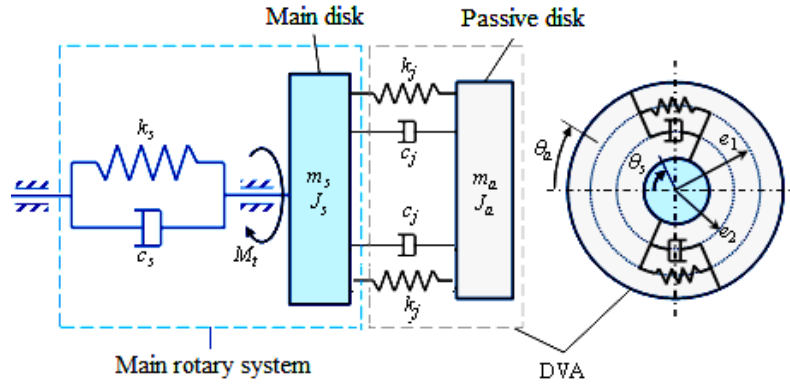 Main disk
Passive disk
k_j
k_s
c_j
e_1
θ_a
θ_s
m_s
J_s
m_a
J_a
c_j
e_2
c_s
M_t
k_j
Main rotary system
DVA